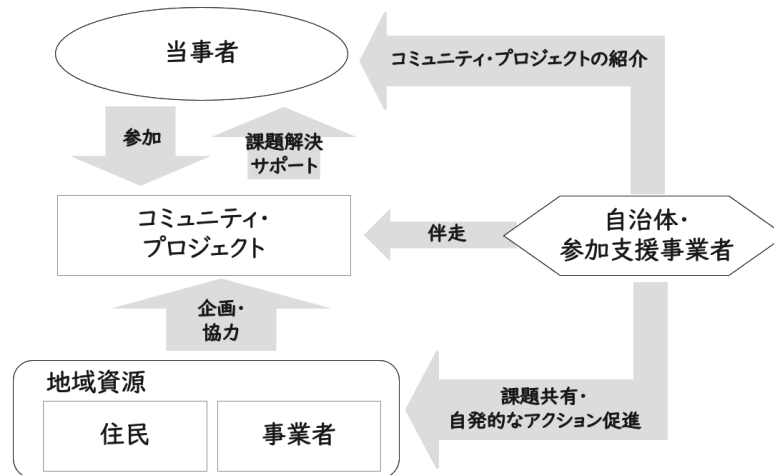 当事者
コミュニティ・プロジェクトの紹介
参加
課題解決
サポート
コミュニティ・
プロジェクト
伴走
自治体・
参加支援事業者
企画・
協力
地域資源
住民
事業者
課題共有・
自発的なアクション促進